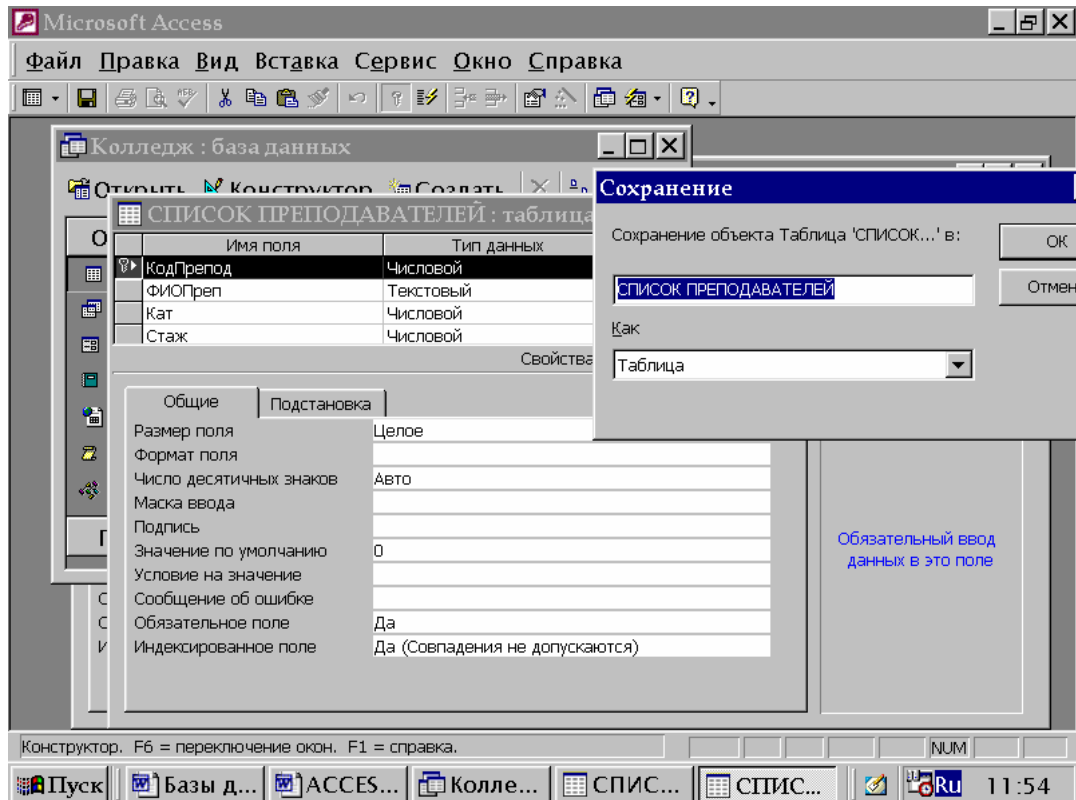 Microsoft Access
Файл Правка Вид Вставка Сервис Окно Справка
Колледж : база данных
Открыть Конструктор Создать
Сохранение
СПИСОК ПРЕПОДАВАТЕЛЕЙ : таблица
Сохранение объекта Таблица 'СПИСОК...' в:
ОК
Имя поля Тип данных
КодПрепод Числовой
ФИОПреп Текстовый
Кат Числовой
Стаж Числовой
СПИСОК ПРЕПОДАВАТЕЛЕЙ
Отмен
Как
Таблица
Свойства
Общие Подстановка
Размер поля Целое
Формат поля
Число десятичных знаков Авто
Маска ввода
Подпись
Значение по умолчанию 0
Условие на значение
Сообщение об ошибке
Обязательное поле Да
Индексированное поле Да (Совпадения не допускаются)
Обязательный ввод
данных в это поле
Конструктор. F6 = переключение окон. F1 = справка.
NUM
Пуск Базы д... ACCES... Колле... СПИС... СПИС... Ru 11:54